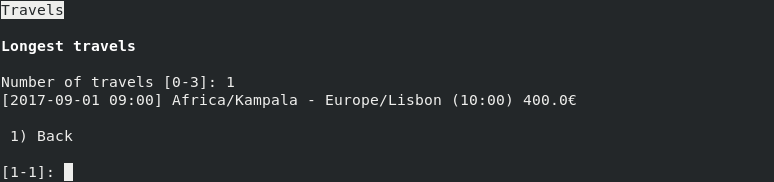 Travels
Longest travels
Number of travels [0-3]: 1
[2017-09-01 09:00] Africa/Kampala - Europe/Lisbon (10:00) 400.0€
1) Back
[1-1]: